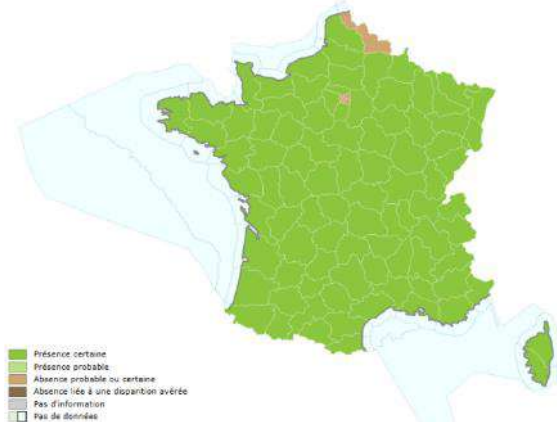 Présence certaine
Présence probable
Absence probable ou certaine
Absence liée à une disparition avérée
Pas d'information
Pas de données